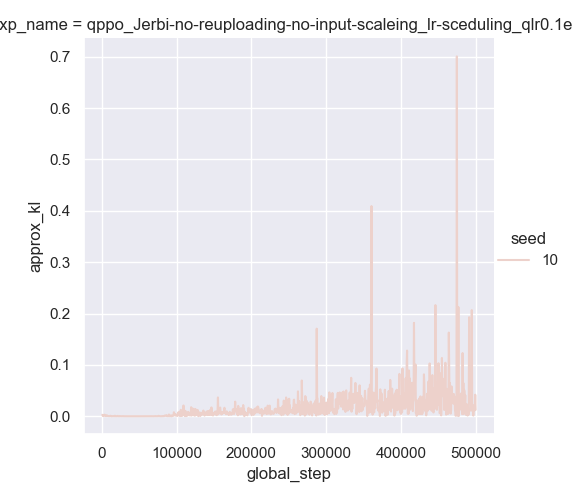 xp_name = qppo_Jerbi-no-reuploading-no-input-scaleing_lr-sceduling_qlr0.1e
0.7
0.6
0.5
0.4
0.3
0.2
0.1
0.0
approx_kl
seed
10
0 100000 200000 300000 400000 500000
global_step